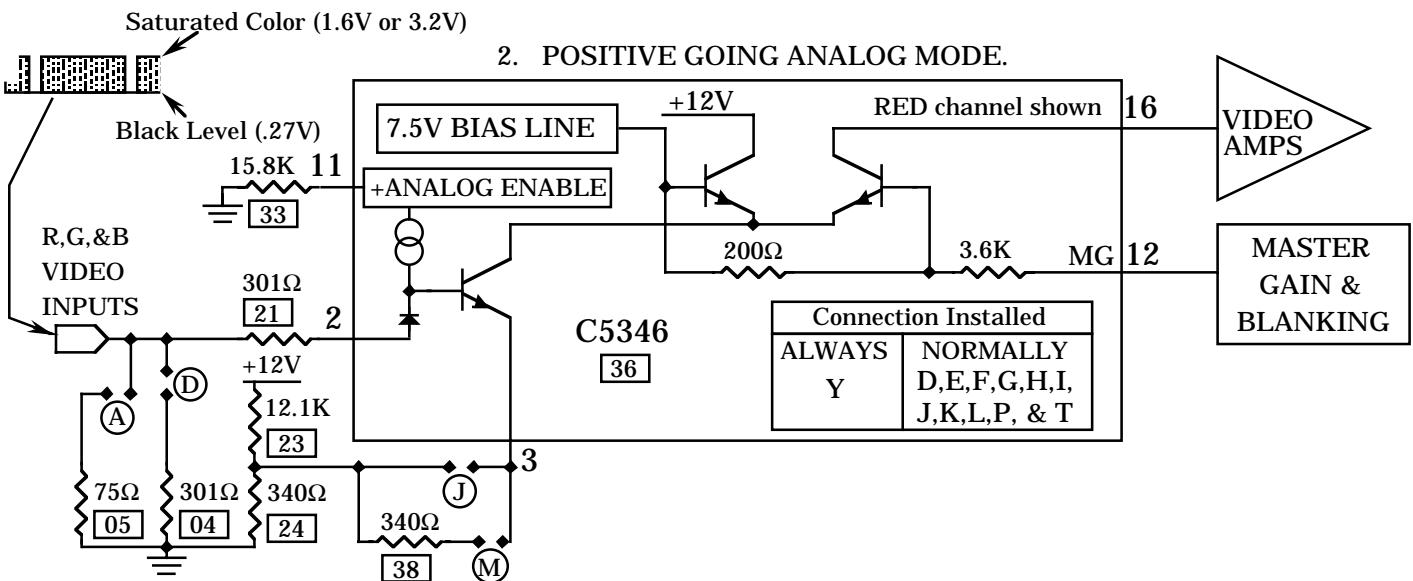 Saturated Color (1.6V or 3.2V)
2. POSITIVE GOING ANALOG MODE.
Black Level (.27V)
7.5V BIAS LINE
+12V
RED channel shown
16
VIDEO
AMPS
15.8K
11
33
+ANALOG ENABLE
R,G,&B
VIDEO
INPUTS
301Ω
21
2
200Ω
3.6K
MG
12
MASTER
GAIN &
BLANKING
C5346
36
Connection Installed
ALWAYS
Y
NORMALLY
D,E,F,G,H,I,
J,K,L,P, & T
+12V
D
A
12.1K
23
3
J
75Ω
05
301Ω
04
340Ω
24
340Ω
38
M